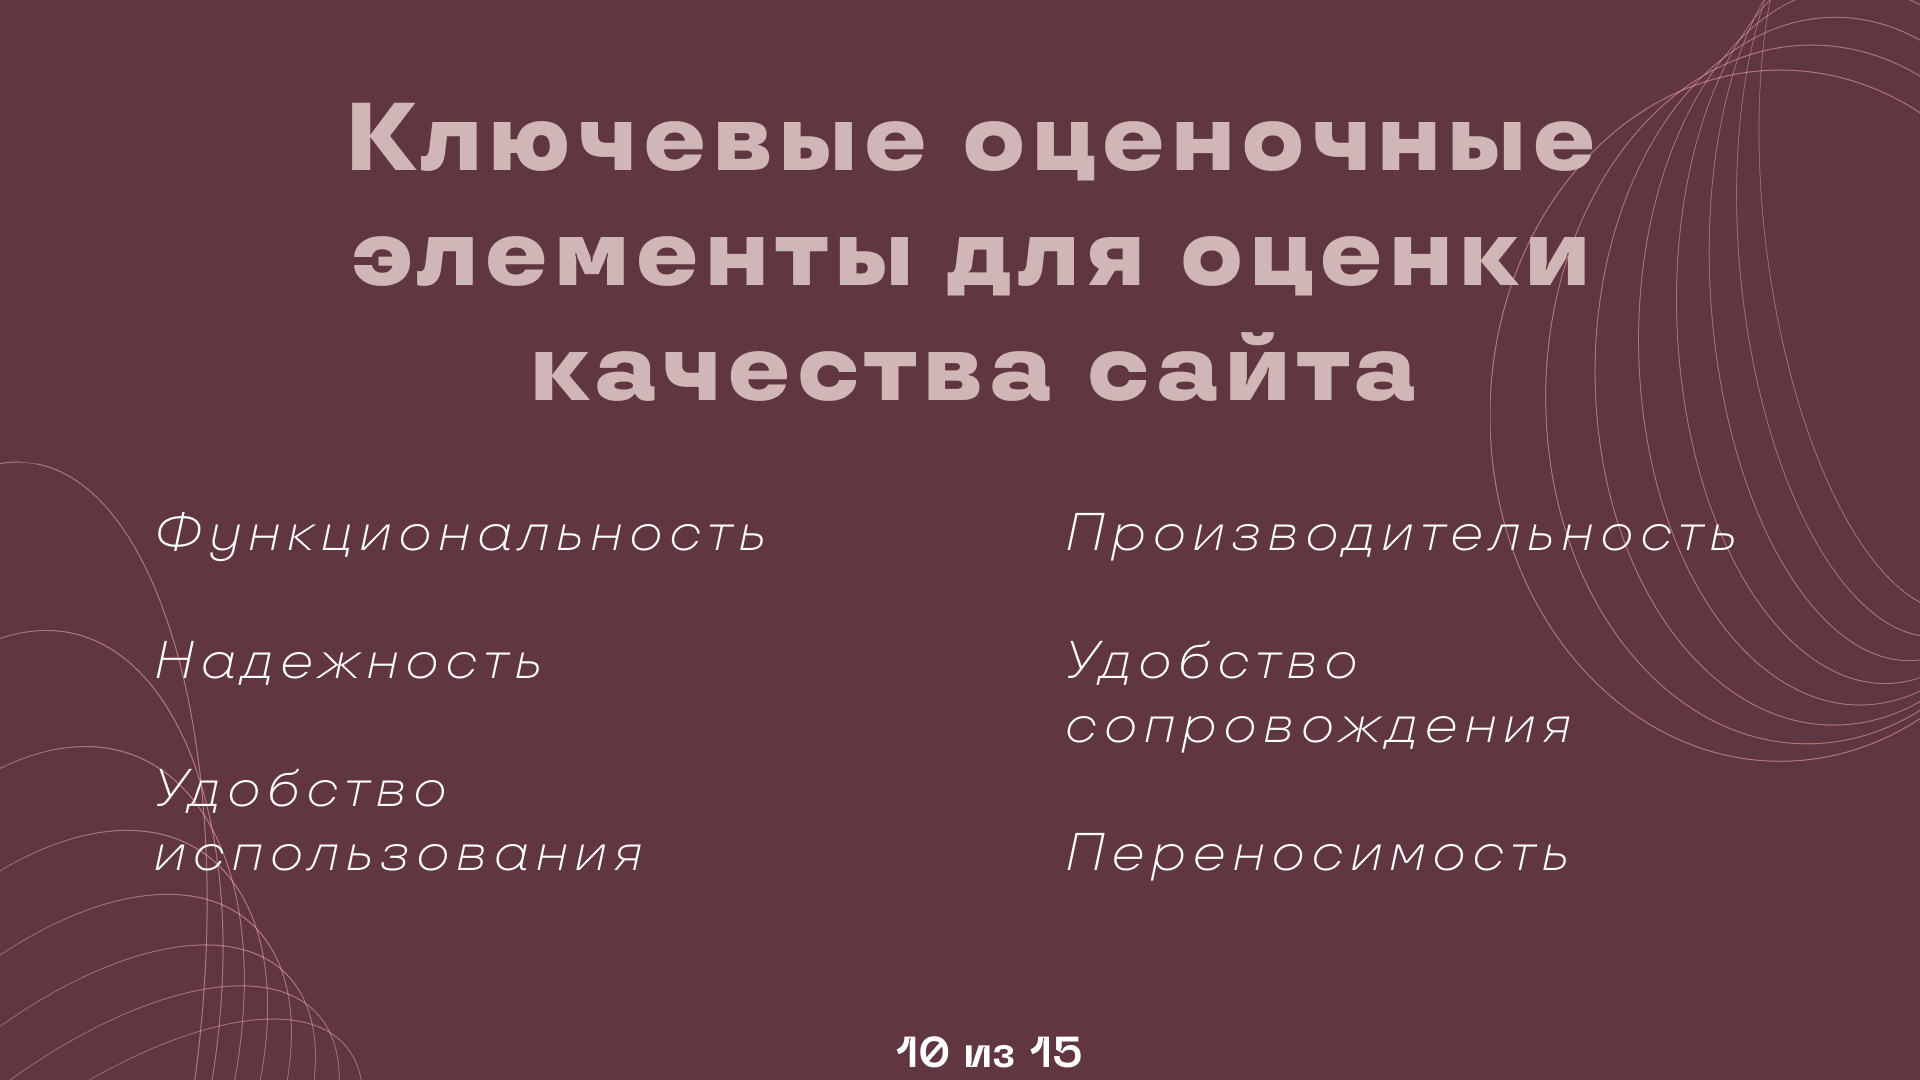 Ключевые оценочные
элементы для оценки
качества сайта
Функциональность
Надежность
Удобство
использования
Производительность
Удобство
сопровождения
Переносимость
10 из 15